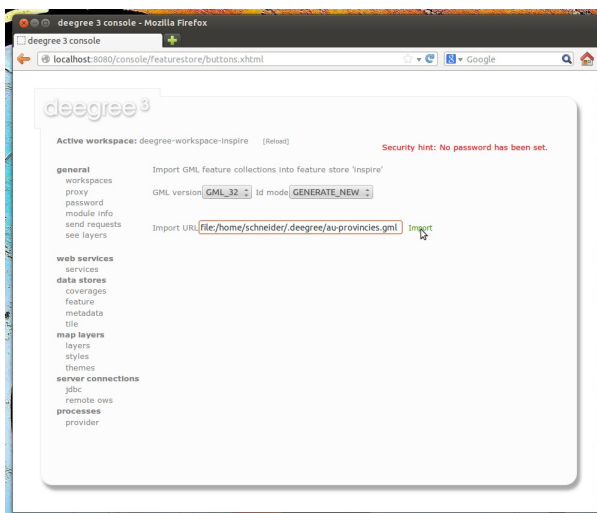 deegree 3 console - Mozilla Firefox
deegree 3 console
localhost:8080/console/featurestore/buttons.xhtml
Google
deegree 3
Active workspace: deegree-workspace-inspire [Reload]
Security hint: No password has been set.
general
workspaces
proxy
password
module info
send requests
see layers
web services
services
data stores
coverages
feature
metadata
tile
map layers
layers
styles
themes
server connections
jdbc
remote ows
processes
provider
Import GML feature collections into feature store 'inspire'
GML version GML_32 Id mode GENERATE_NEW
Import URL file:/home/schneider/.deegree/au-provincies.gml Import